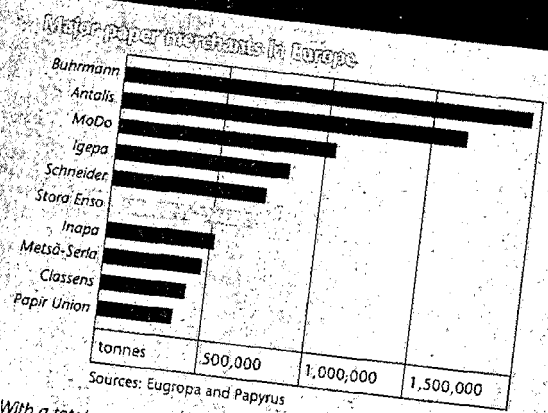 Major paper merchants in Europe
Buhrmann
Antalis
MoDo
Igepa
Schneider
Stora Enso
Inapa
Metsä-Serla
Classens
Papir Union
tonnes
500,000
1,000,000
1,500,000
Sources: Eugropa and Papyrus
With a